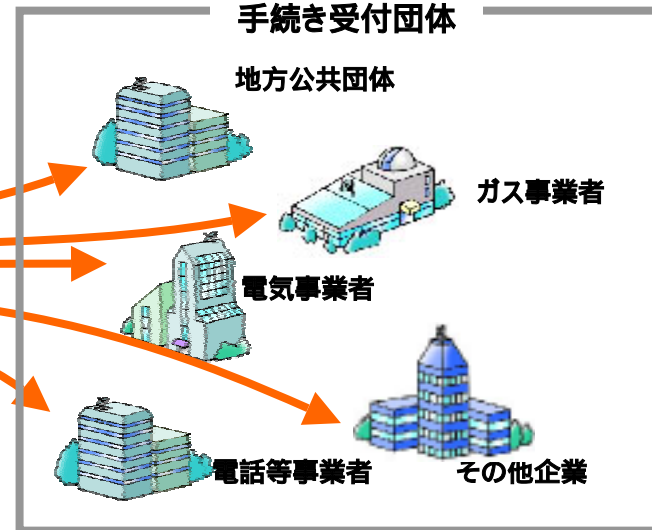 手続き受付団体
地方公共団体
ガス事業者
電気事業者
電話等事業者
その他企業